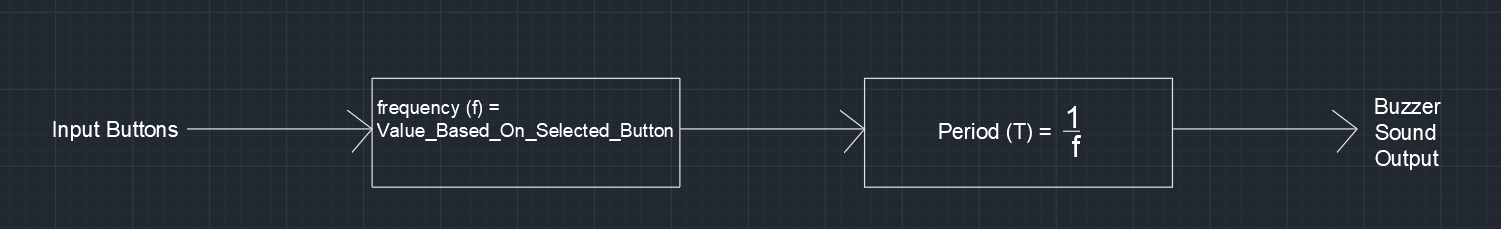 Input Buttons
frequency (f) =
Value_Based_On_Selected_Button
Period (T) = 1/f
Buzzer
Sound
Output